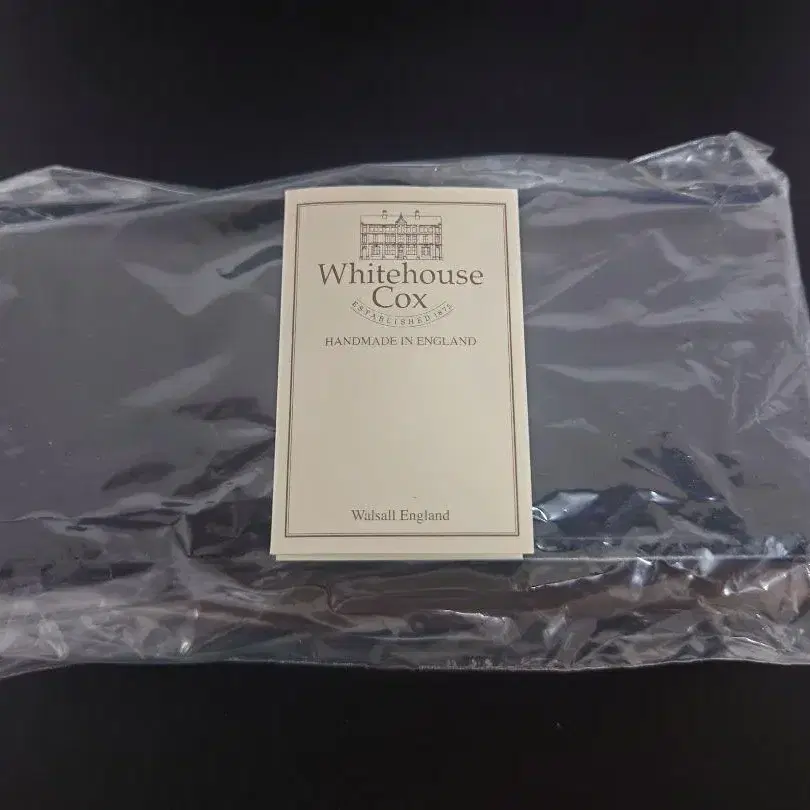 Whitehouse
Cox
ESTABLISHED 1875
HANDMADE IN ENGLAND
Walsall England